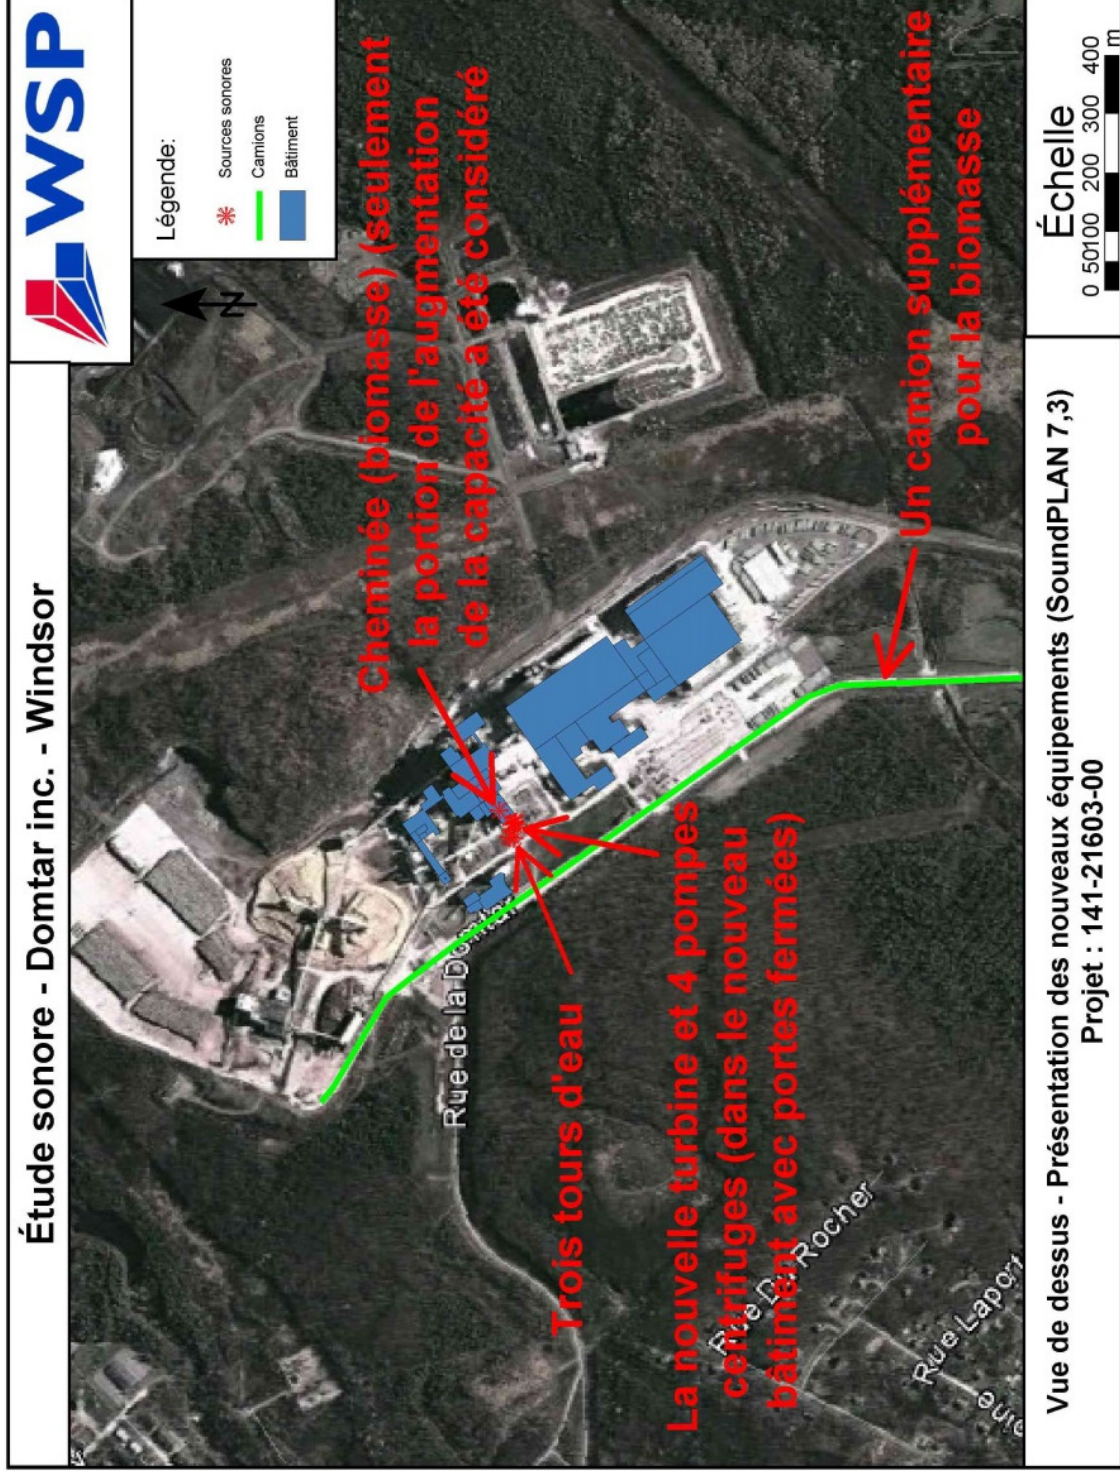 Étude sonore - Domtar inc. - Windsor
WSP
Légende:
Sources sonores
Camions
Bâtiment
N
Cheminée (biomasse) (seulement
la portion de l'augmentation
de la capacité a été considéré
Rue de la Domtar
Trois tours d'eau
La nouvelle turbine et 4 pompes
centrifuges (dans le nouveau
bâtiment avec portes fermées)
Un camion supplémentaire
pour la biomasse
Rue Du Rocher
Rue Laport
pine
Vue de dessus - Présentation des nouveaux équipements (SoundPLAN 7,3)
Projet : 141-21603-00
Échelle
0 50100 200 300 400
m